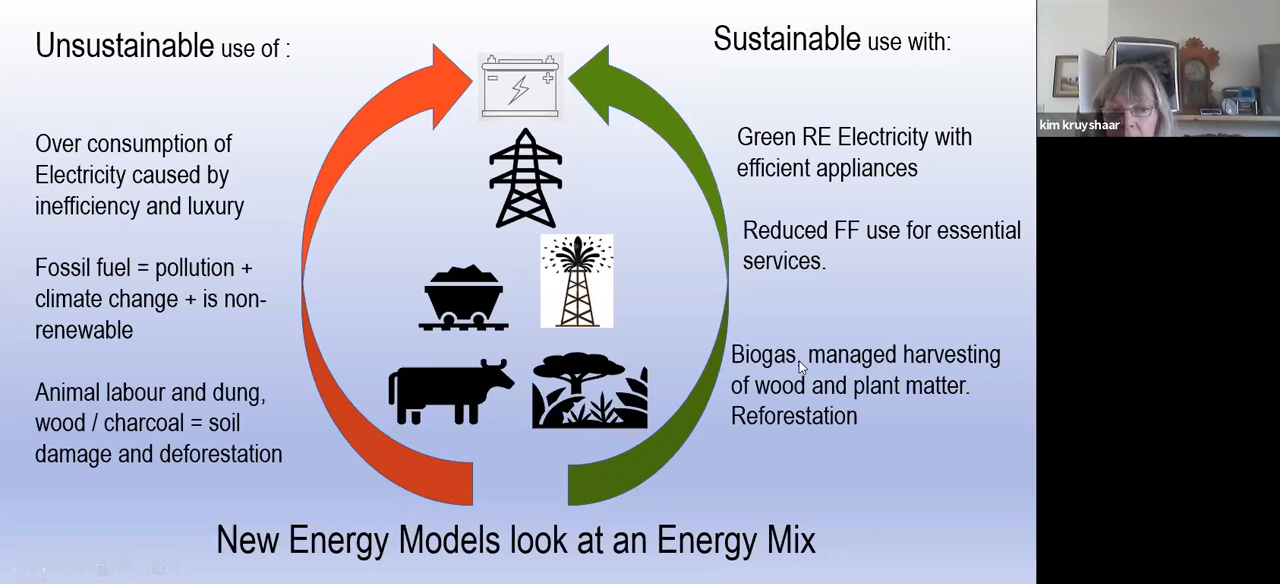 Unsustainable use of :
Over consumption of
Electricity caused by
inefficiency and luxury
Fossil fuel = pollution +
climate change + is non-
renewable
Animal labour and dung,
wood / charcoal = soil
damage and deforestation
Sustainable use with:
Green RE Electricity with
efficient appliances
Reduced FF use for essential
services.
Biogas, managed harvesting
of wood and plant matter.
Reforestation
New Energy Models look at an Energy Mix
kim kruyshaar